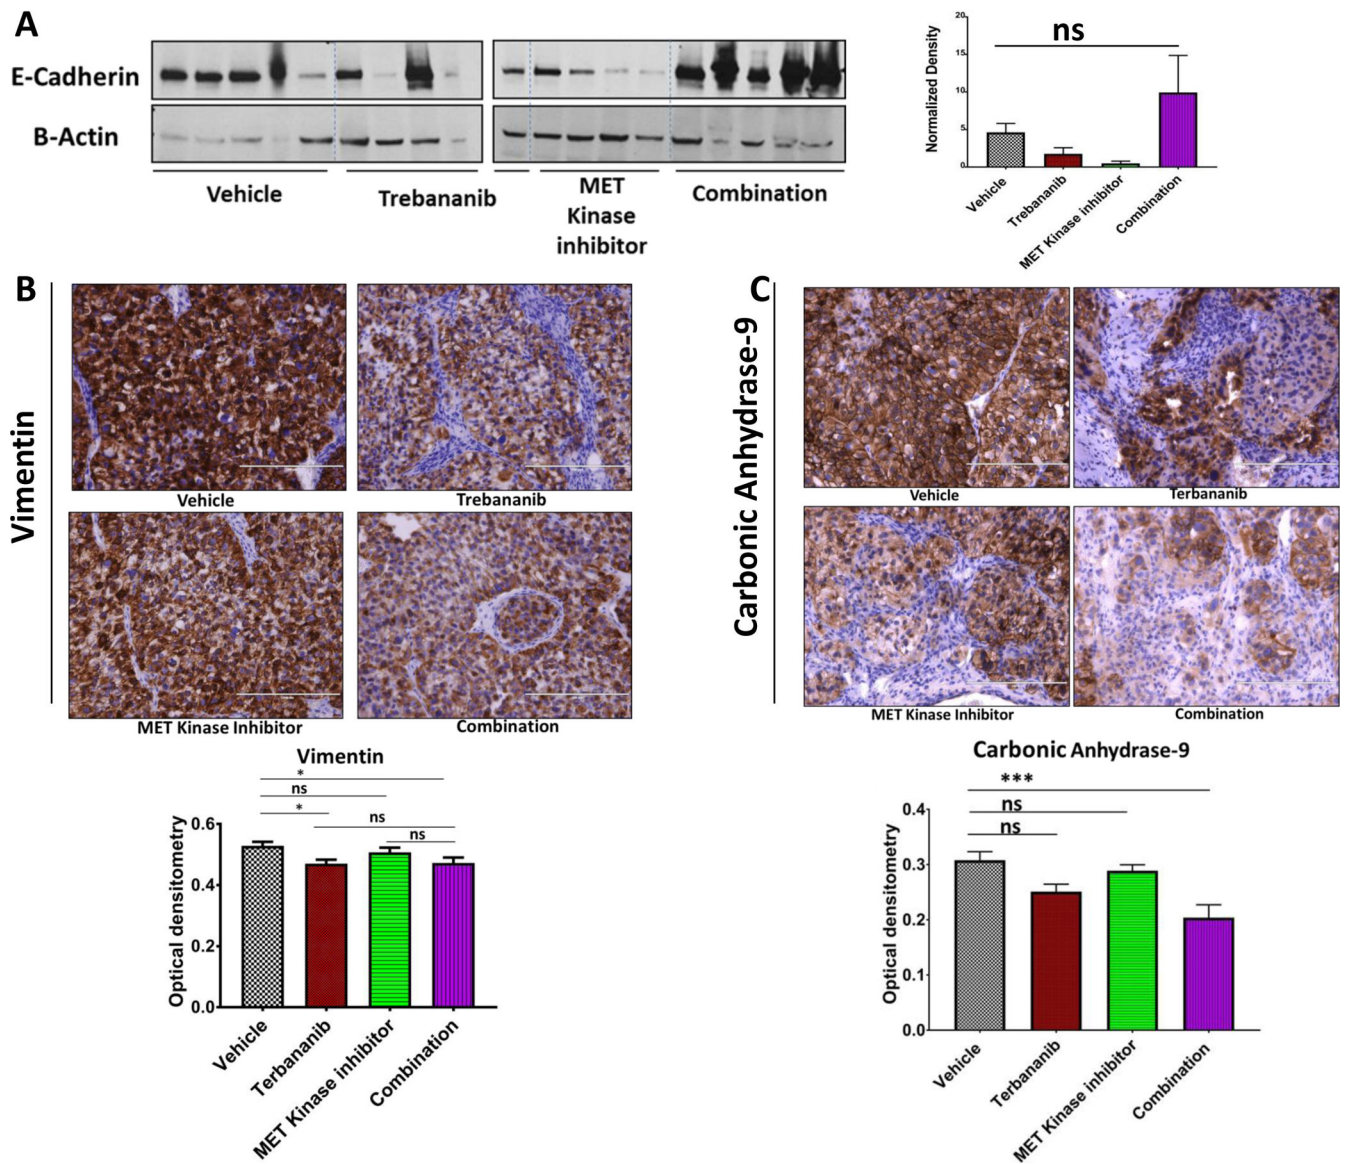 A
E-Cadherin
B-Actin
Vehicle
Trebananib
MET
Kinase
inhibitor
Combination
ns
Normalized Density
20
15
10
5
0
Vehicle
Trebananib
MET Kinase inhibitor
Combination
B
Vimentin
Vehicle
Trebananib
MET Kinase Inhibitor
Combination
Vimentin
*
ns
*
ns
ns
Optical densitometry
0.6
0.4
0.2
0.0
Vehicle
Terbananib
MET Kinase inhibitor
Combination
C
Carbonic Anhydrase-9
Vehicle
Terbananib
MET Kinase Inhibitor
Combination
Carbonic Anhydrase-9
***
ns
ns
Optical densitometry
0.4
0.3
0.2
0.1
0.0
Vehicle
Terbananib
MET Kinase inhibitor
Combination